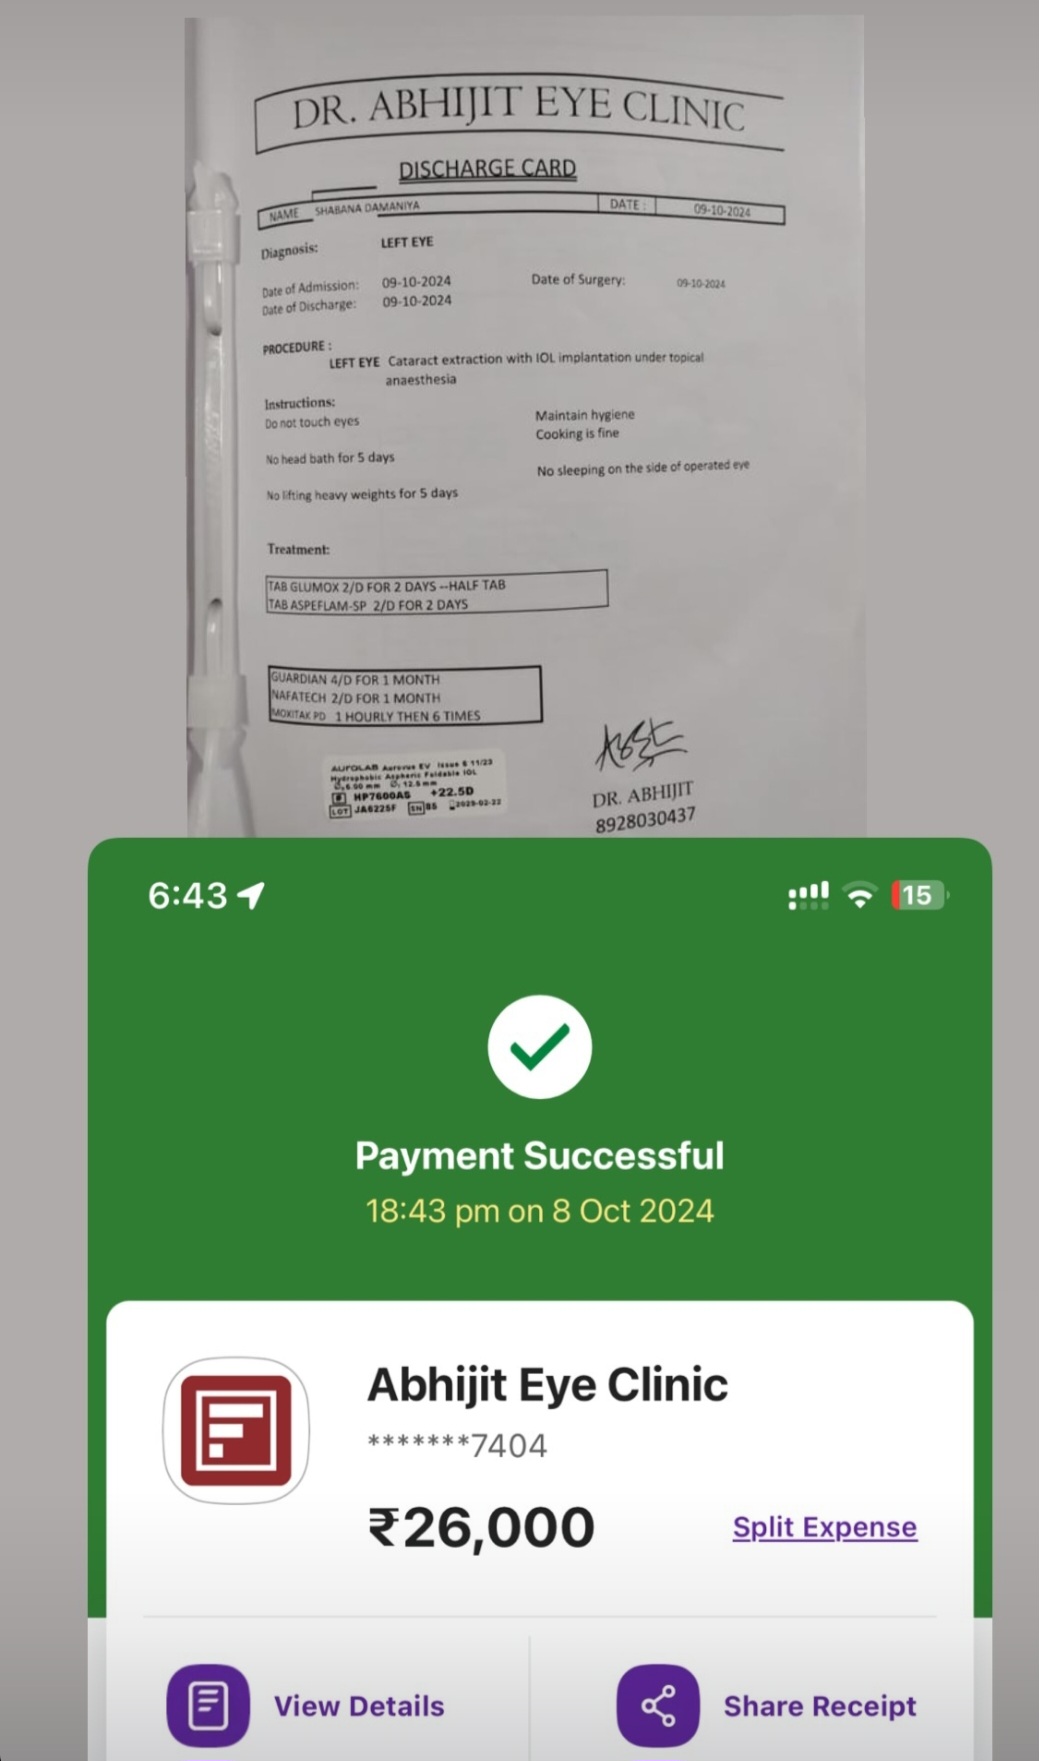 DR. ABHIJIT EYE CLINIC
DISCHARGE CARD
NAME SHABANA DAMANIYA DATE : 09-10-2024
Diagnosis: LEFT EYE
Date of Admission: 09-10-2024 Date of Surgery: 09-10-2024
Date of Discharge: 09-10-2024
PROCEDURE :
LEFT EYE Cataract extraction with IOL implantation under topical
anaesthesia
Instructions:
Do not touch eyes Maintain hygiene
Cooking is fine
No head bath for 5 days No sleeping on the side of operated eye
No lifting heavy weights for 5 days
Treatment:
TAB GLUMOX 2/D FOR 2 DAYS --HALF TAB
TAB ASPEFLAM-SP 2/D FOR 2 DAYS
GUARDIAN 4/D FOR 1 MONTH
NAFATECH 2/D FOR 1 MONTH
MOXITAK PD 1 HOURLY THEN 6 TIMES
AUROLAB Aurovue EV Issue 8 11/23
Hydrophobic Aspheric Foldable IOL
6.00 mm 12.5 mm
HP7600AS +22.5D
LOT JA6225F SN 85 2029-02-22
DR. ABHIJIT
8928030437
6:43 15
Payment Successful
18:43 pm on 8 Oct 2024
Abhijit Eye Clinic
*******7404
₹26,000 Split Expense
View Details Share Receipt